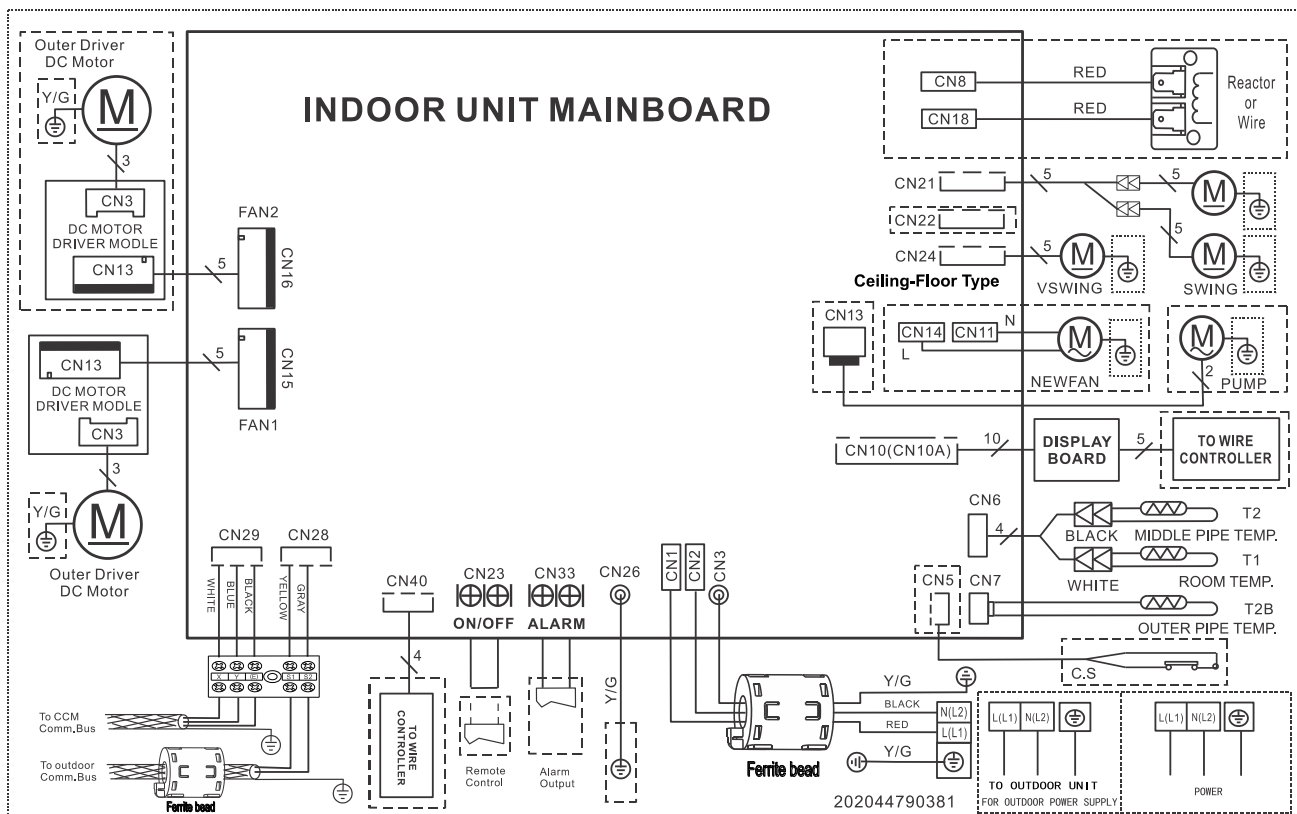 Outer Driver
DC Motor
Y/G
M
3
CN3
DC MOTOR
DRIVER MODLE
CN13
5
FAN2
CN16
INDOOR UNIT MAINBOARD
CN8
RED
CN18
RED
Reactor
or
Wire
CN21
5
5
M
CN22
5
CN24
5
M
M
Ceiling-Floor Type
VSWING
SWING
CN13
CN14
CN11
N
L
M
NEWFAN
M
2
PUMP
CN13
5
CN15
FAN1
DC MOTOR
DRIVER MODLE
CN3
3
Y/G
M
Outer Driver
DC Motor
CN10(CN10A)
10
DISPLAY
BOARD
5
TO WIRE
CONTROLLER
CN6
4
BLACK
T2
MIDDLE PIPE TEMP.
WHITE
T1
ROOM TEMP.
CN5
CN7
T2B
OUTER PIPE TEMP.
C.S
CN29
CN28
WHITE
BLUE
BLACK
YELLOW
GRAY
X
Y
(E)
S1
S2
To CCM
Comm.Bus
To outdoor
Comm.Bus
Ferrite bead
CN40
4
TO WIRE
CONTROLLER
CN23
ON/OFF
Remote
Control
CN33
ALARM
Alarm
Output
CN26
Y/G
CN1
CN2
CN3
Ferrite bead
Y/G
BLACK
RED
Y/G
N(L2)
L(L1)
202044790381
L(L1)
N(L2)
TO OUTDOOR UNIT
FOR OUTDOOR POWER SUPPLY
L(L1)
N(L2)
POWER